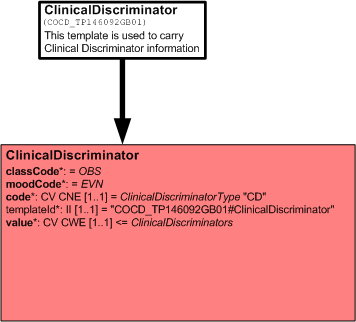 ClinicalDiscriminator
(COCD_TP146092GB01)
This template is used to carry
Clinical Discriminator information
ClinicalDiscriminator
classCode*: = OBS
moodCode*: = EVN
code*: CV CNE [1..1] = ClinicalDiscriminatorType "CD"
templateId*: II [1..1] = "COCD_TP146092GB01#ClinicalDiscriminator"
value*: CV CWE [1..1] <= ClinicalDiscriminators